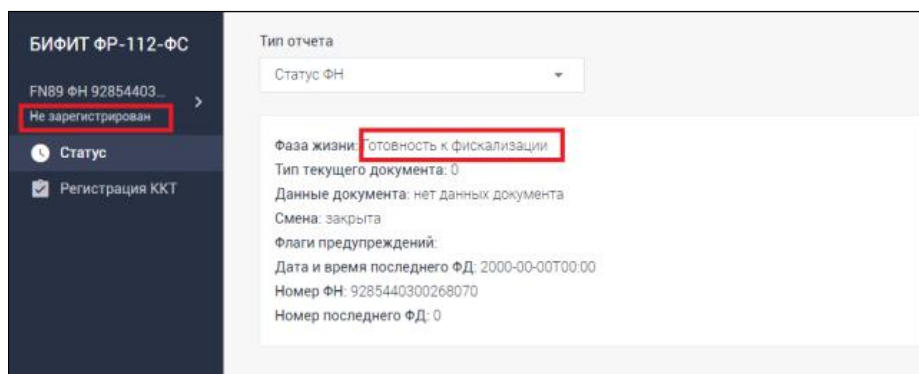 БИФИТ ФР-112-ФС
FN89 ФН 92854403...
Не зарегистрирован
Статус
Регистрация ККТ
Тип отчета
Статус ФН
Фаза жизни: Готовность к фискализации
Тип текущего документа: 0
Данные документа: нет данных документа
Смена: закрыта
Флаги предупреждений:
Дата и время последнего ФД: 2000-00-00T00:00
Номер ФН: 9285440300268070
Номер последнего ФД: 0